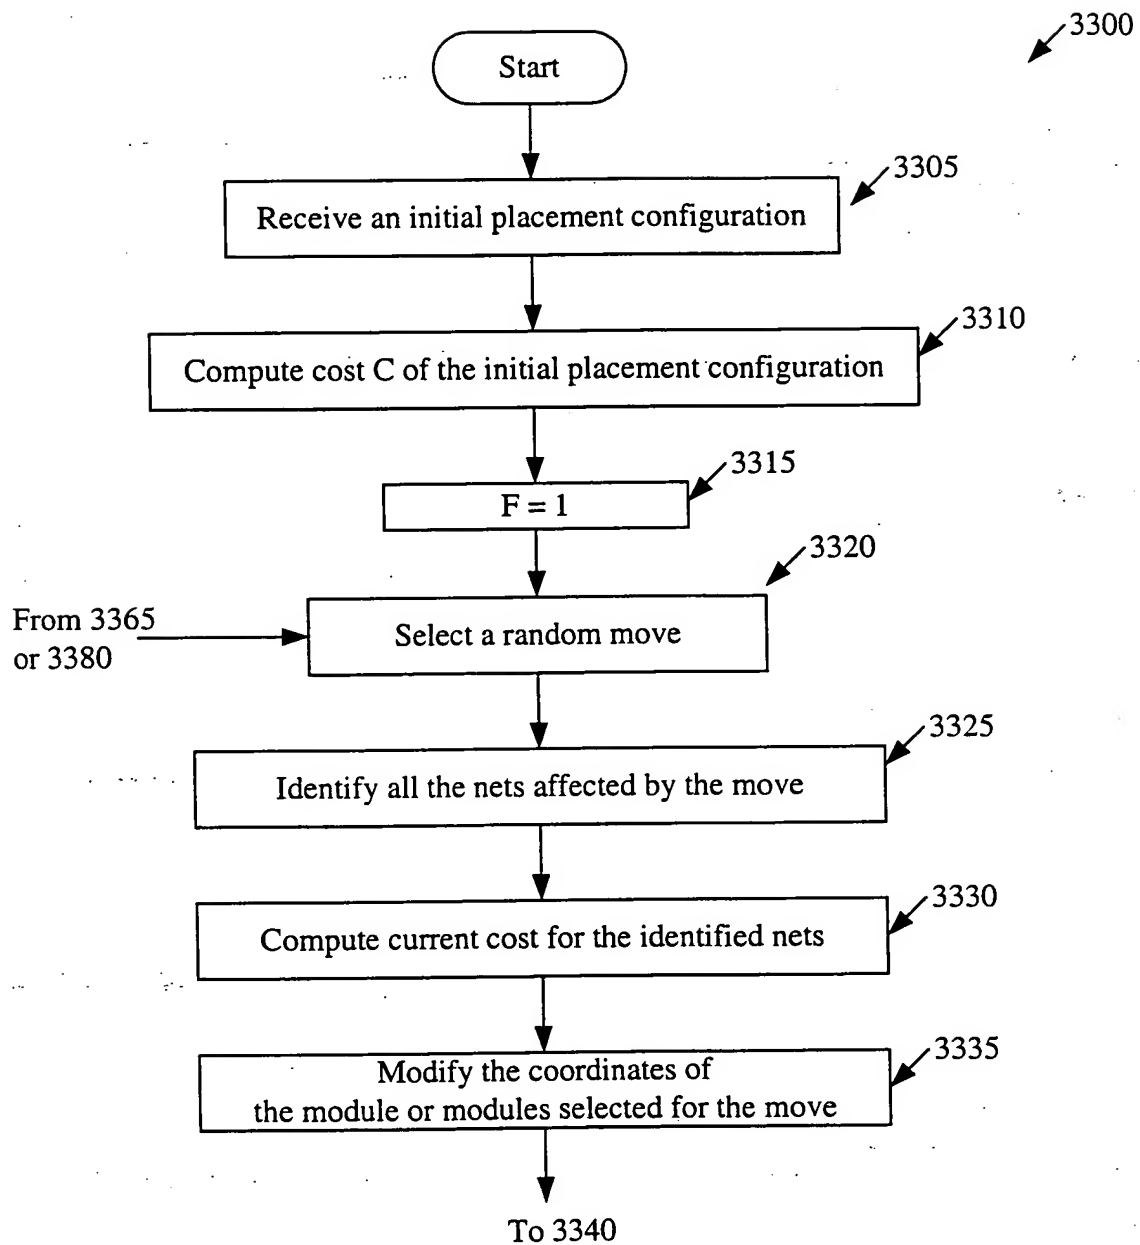 3300
Start
3305
Receive an initial placement configuration
3310
Compute cost C of the initial placement configuration
3315
F = 1
3320
From 3365
or 3380
Select a random move
3325
Identify all the nets affected by the move
3330
Compute current cost for the identified nets
3335
Modify the coordinates of
the module or modules selected for the move
To 3340